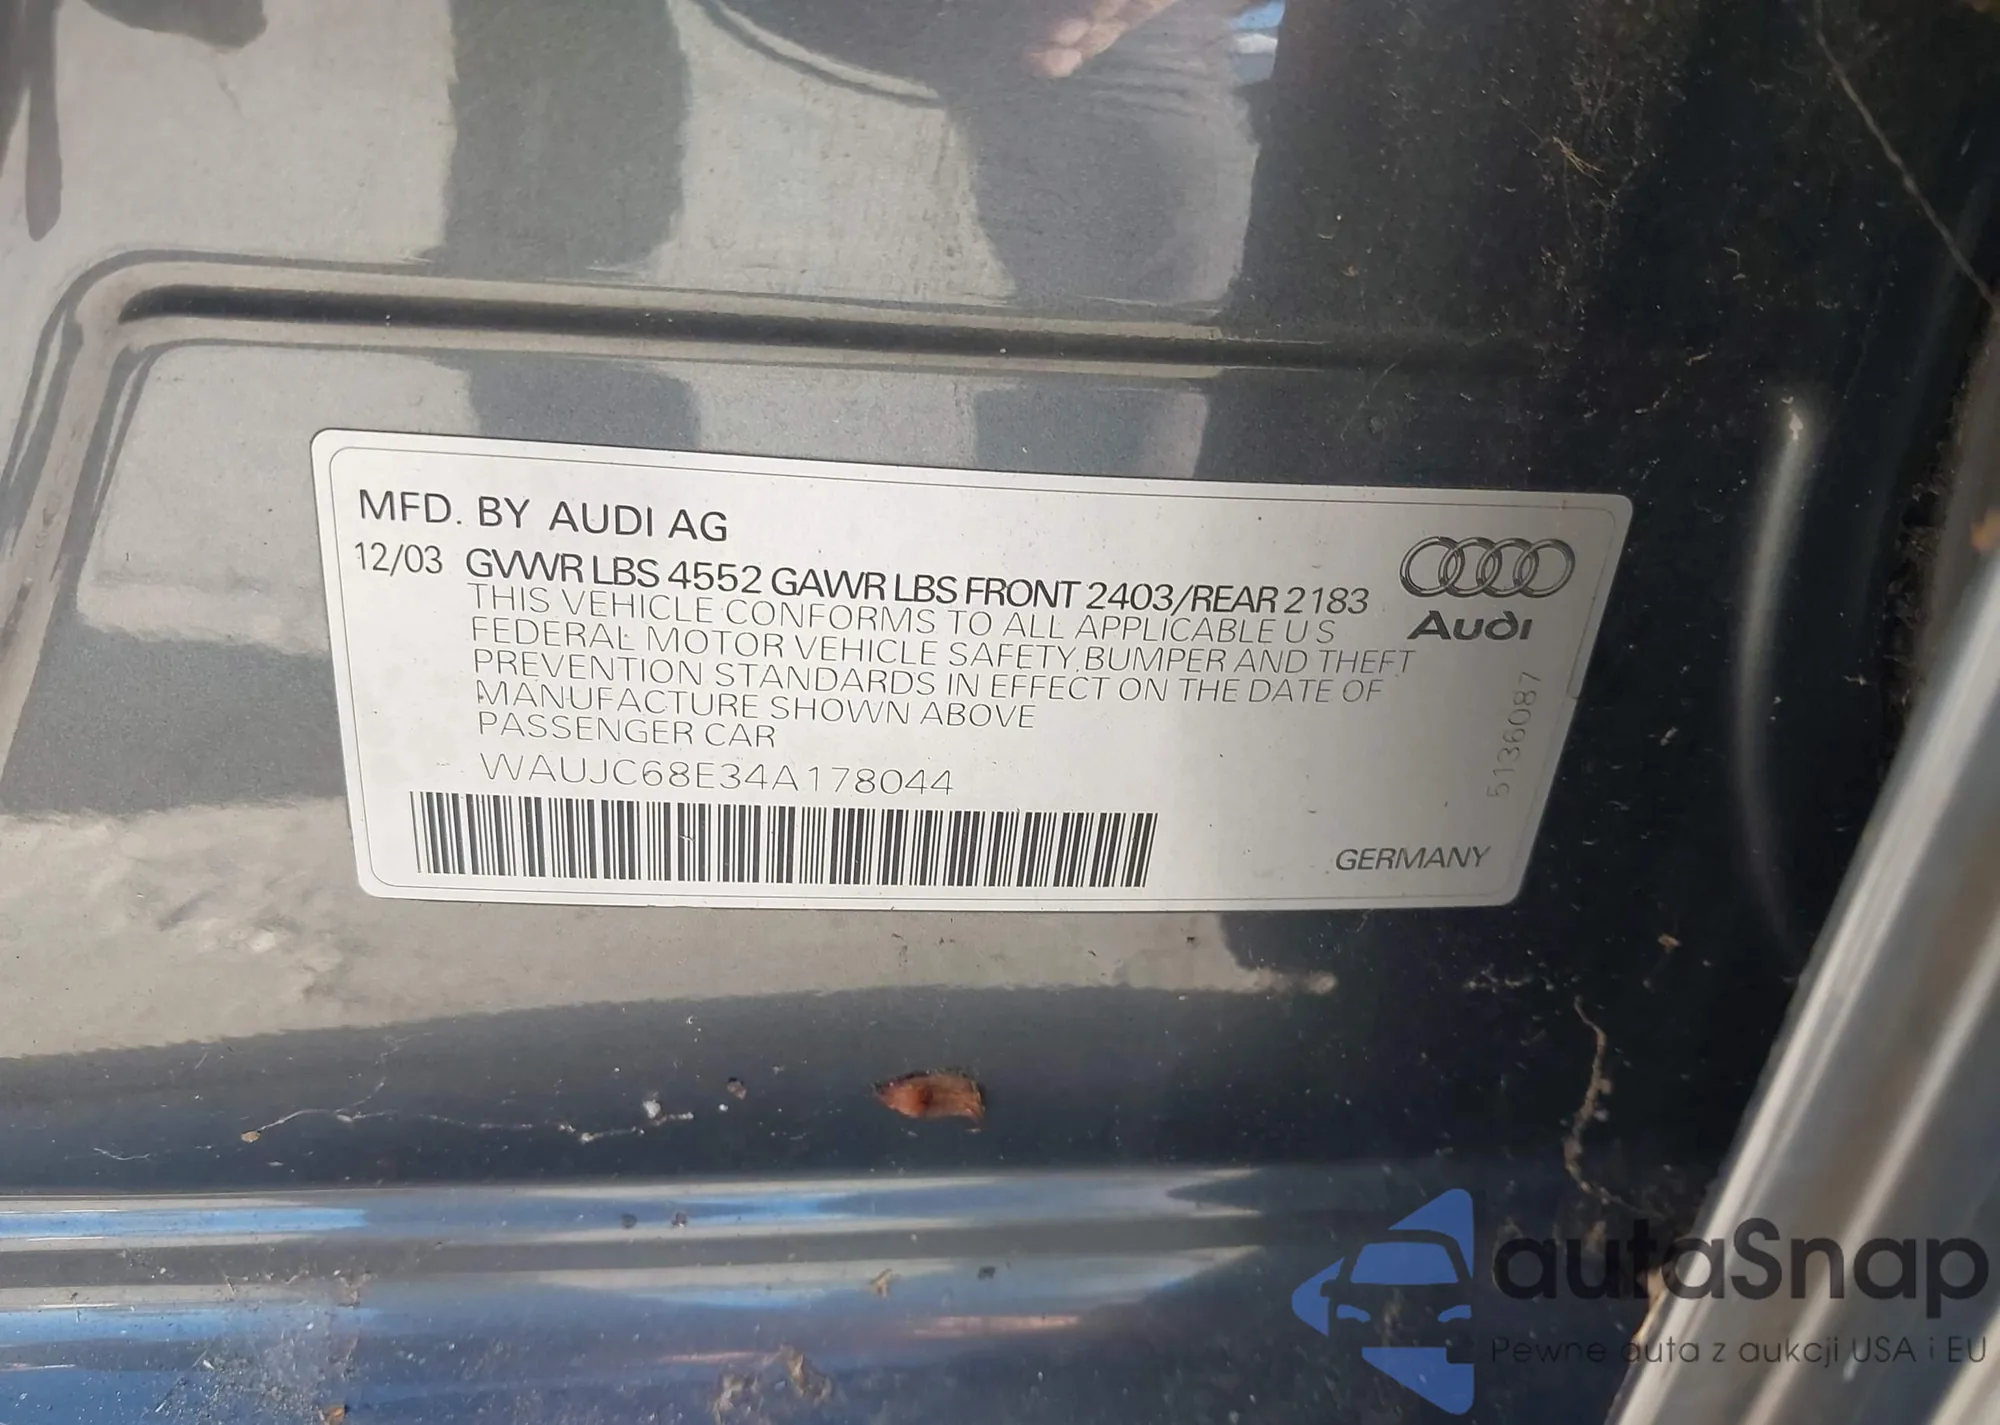 MFD. BY AUDI AG
12/03 GVWR LBS 4552 GAWR LBS FRONT 2403/REAR 2183
THIS VEHICLE CONFORMS TO ALL APPLICABLE U S
FEDERAL MOTOR VEHICLE SAFETY, BUMPER AND THEFT
PREVENTION STANDARDS IN EFFECT ON THE DATE OF
MANUFACTURE SHOWN ABOVE
PASSENGER CAR
WAUJC68E34A178044
Audi
5136087
GERMANY
autaSnap
Pewne auta z aukcji USA i EU